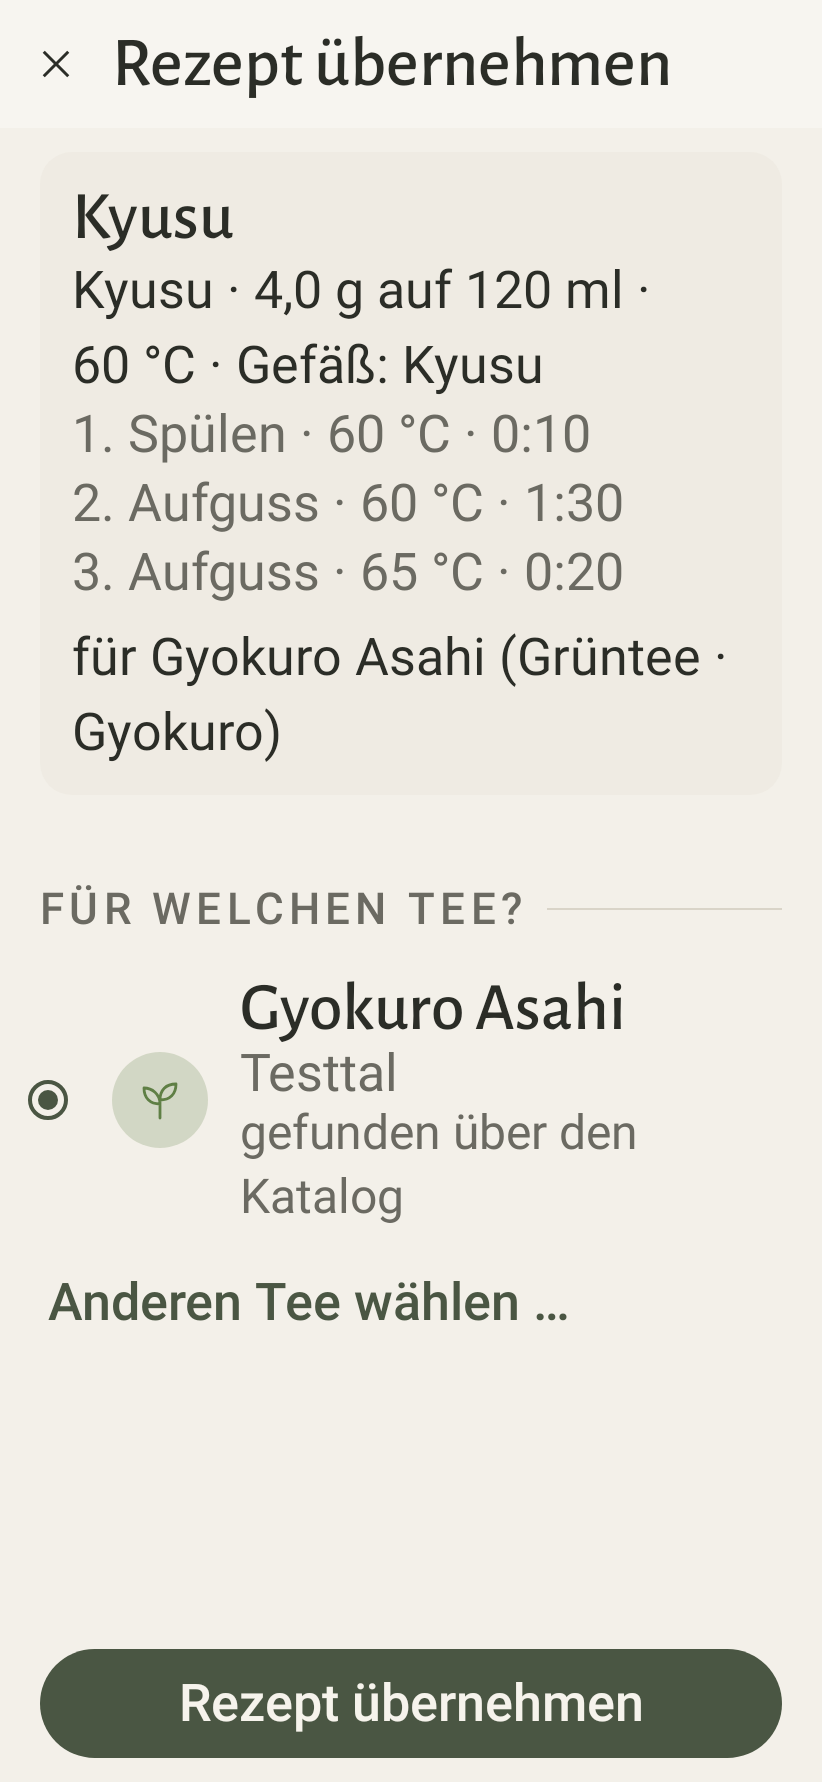 Rezept übernehmen
Kyusu
Kyusu · 4,0 g auf 120 ml ·
60 °C · Gefäß: Kyusu
1. Spülen · 60 °C · 0:10
2. Aufguss · 60 °C · 1:30
3. Aufguss · 65 °C · 0:20
für Gyokuro Asahi (Grüntee ·
Gyokuro)
FÜR WELCHEN TEE?
Gyokuro Asahi
Testtal
gefunden über den
Katalog
Anderen Tee wählen …
Rezept übernehmen